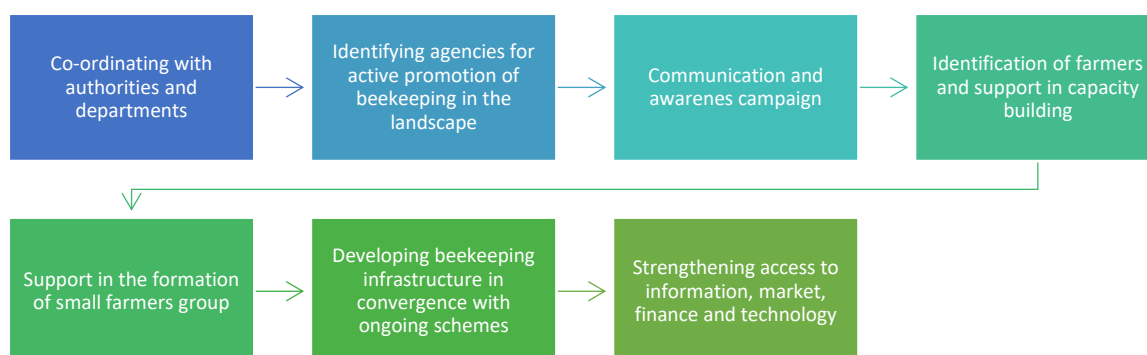 Co-ordinating with
authorities and
departments
Identifying agencies for
active promotion of
beekeeping in the
landscape
Communication and
awarenes campaign
Identification of farmers
and support in capacity
building
Support in the formation
of small farmers group
Developing beekeeping
infrastructure in
convergence with
ongoing schemes
Strengthening access to
information, market,
finance and technology